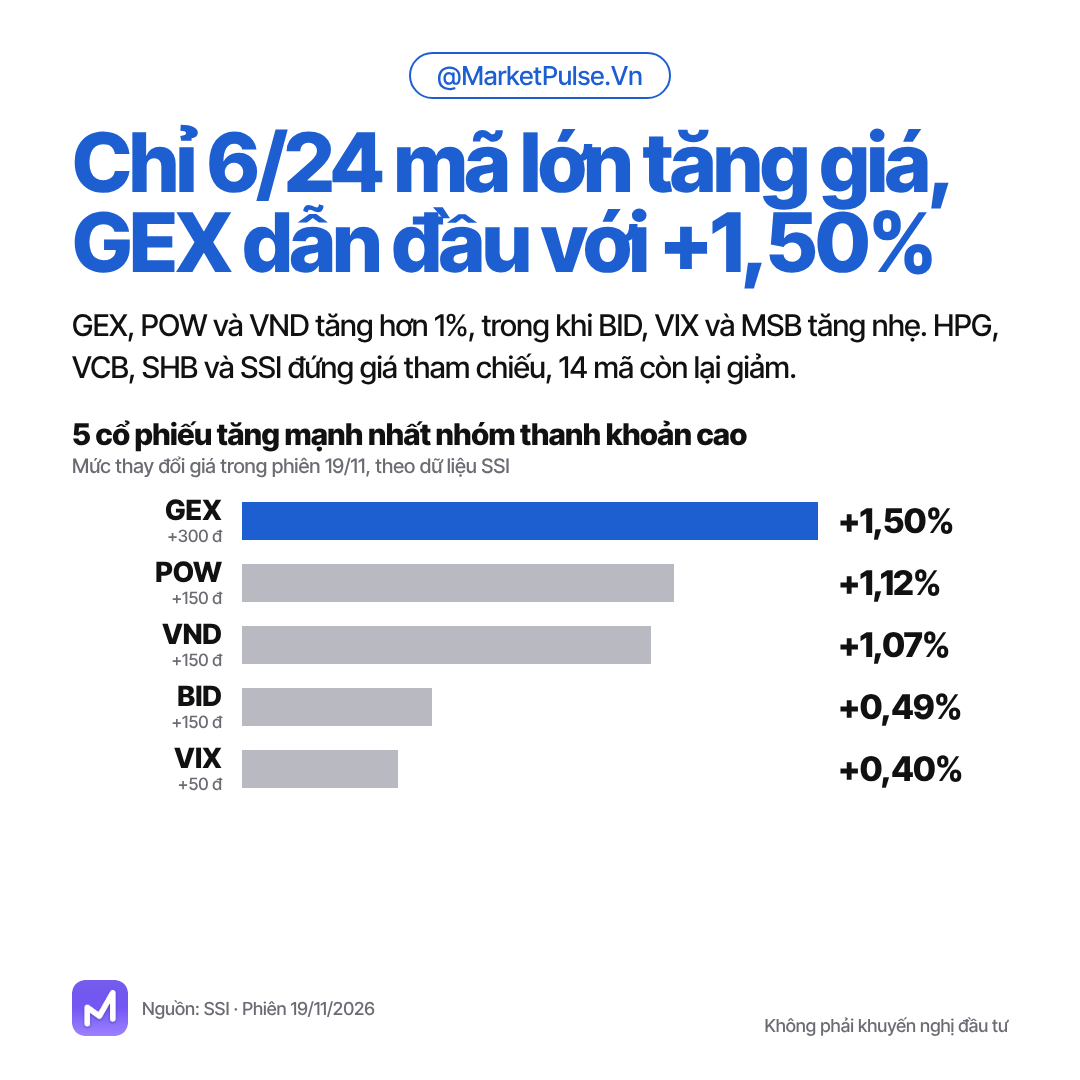 @MarketPulse.Vn
Chỉ 6/24 mã lớn tăng giá,
GEX dẫn đầu với +1,50%
GEX, POW và VND tăng hơn 1%, trong khi BID, VIX và MSB tăng nhẹ. HPG,
VCB, SHB và SSI đứng giá tham chiếu, 14 mã còn lại giảm.
5 cổ phiếu tăng mạnh nhất nhóm thanh khoản cao
Mức thay đổi giá trong phiên 19/11, theo dữ liệu SSI
GEX
+300 đ
+1,50%
POW
+150 đ
+1,12%
VND
+150 đ
+1,07%
BID
+150 đ
+0,49%
VIX
+50 đ
+0,40%
Nguồn: SSI · Phiên 19/11/2026
Không phải khuyến nghị đầu tư